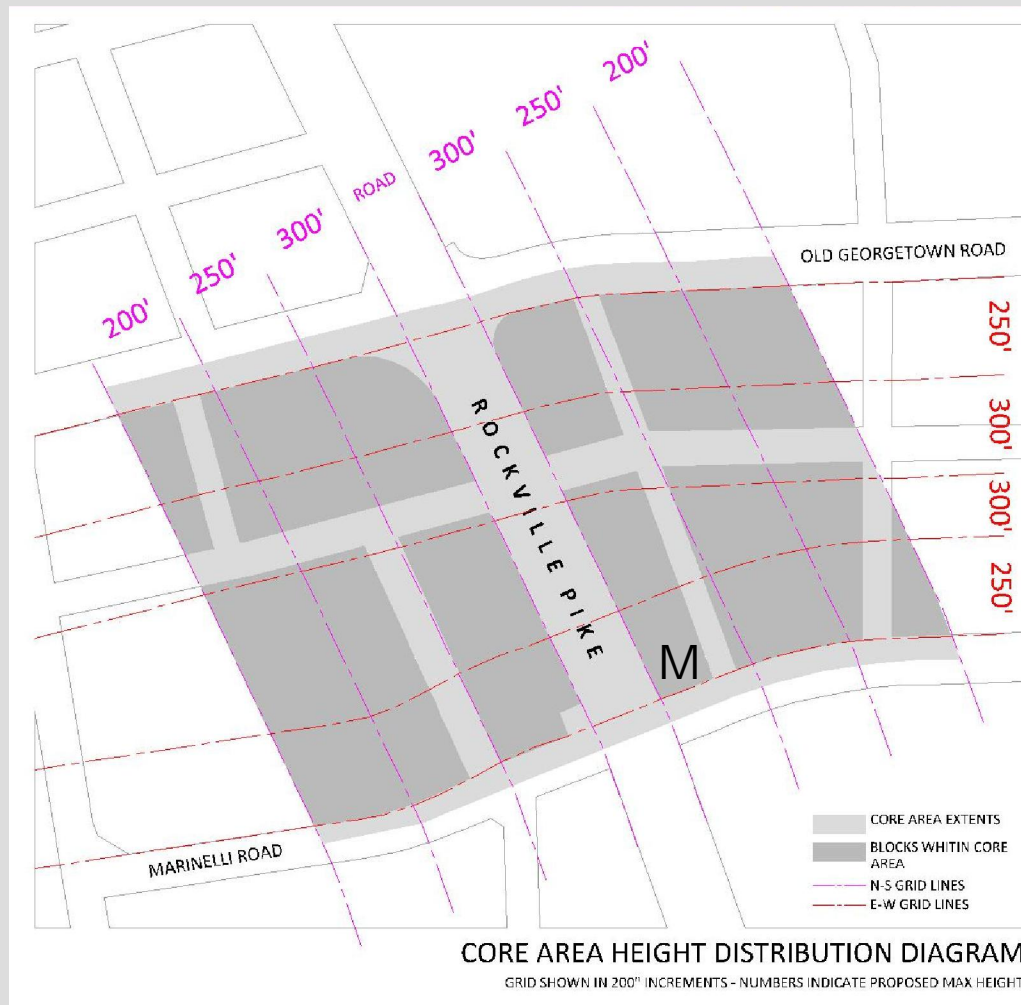 200'
250'
300'
ROAD
300'
250'
200'
OLD GEORGETOWN ROAD
250'
300'
300'
250'
ROCKVILLE PIKE
M
MARINELLI ROAD
CORE AREA EXTENTS
BLOCKS WHITIN CORE
AREA
N-S GRID LINES
E-W GRID LINES
CORE AREA HEIGHT DISTRIBUTION DIAGRAM
GRID SHOWN IN 200" INCREMENTS - NUMBERS INDICATE PROPOSED MAX HEIGHT